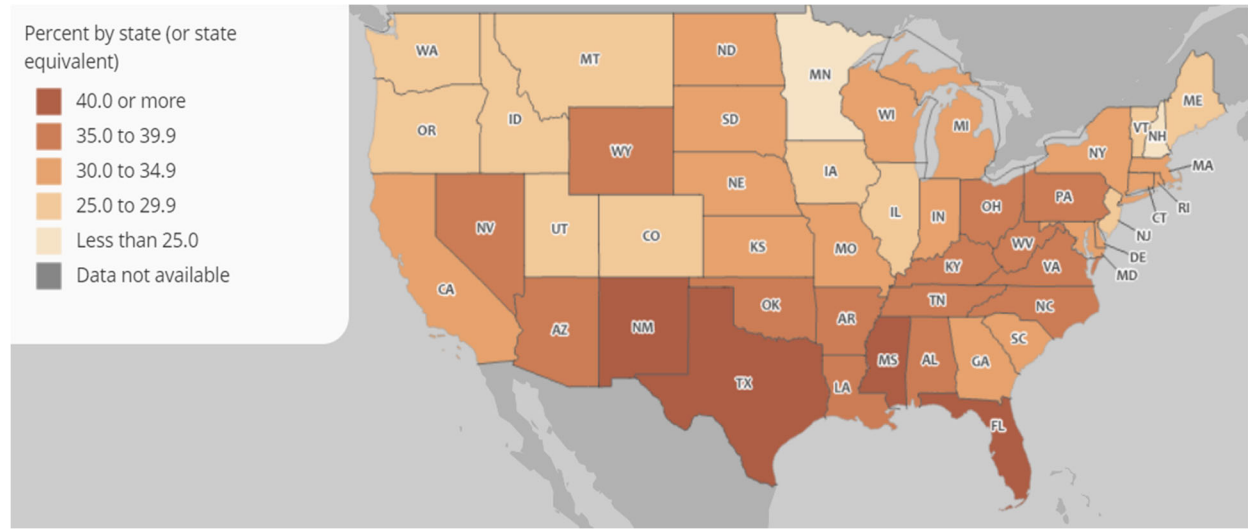 Percent by state (or state
equivalent)
40.0 or more
35.0 to 39.9
30.0 to 34.9
25.0 to 29.9
Less than 25.0
Data not available
WA
MT
ND
MN
OR
ID
SD
WI
MI
VT
NH
ME
WY
NY
MA
IA
NE
PA
RI
CT
NV
UT
CO
IL
IN
OH
NJ
KS
MO
WV
DE
MD
KY
VA
CA
AZ
NM
OK
AR
TN
NC
SC
TX
LA
MS
AL
GA
FL